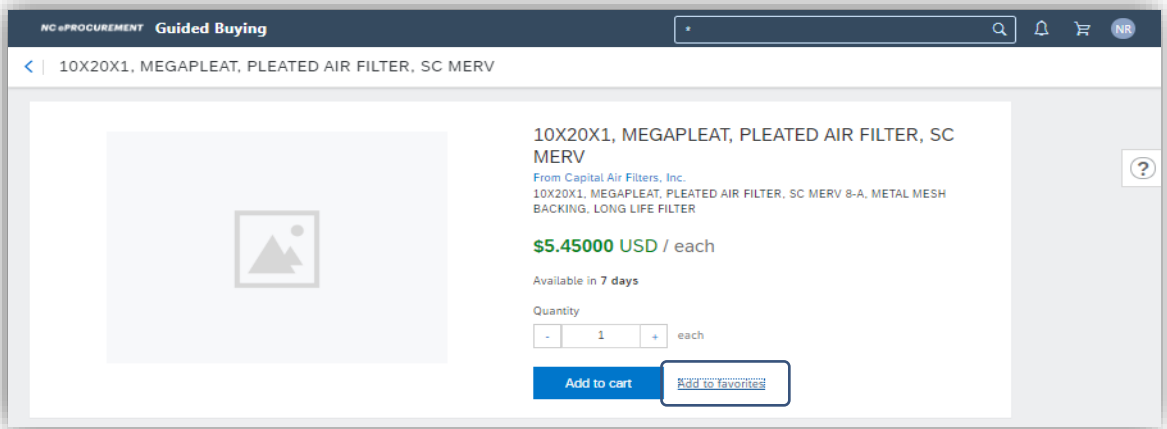 NC ePROCUREMENT Guided Buying
*
NR
< | 10X20X1, MEGAPLEAT, PLEATED AIR FILTER, SC MERV
10X20X1, MEGAPLEAT, PLEATED AIR FILTER, SC
MERV
From Capital Air Filters, Inc.
10X20X1, MEGAPLEAT, PLEATED AIR FILTER, SC MERV 8-A, METAL MESH
BACKING, LONG LIFE FILTER
$5.45000 USD / each
Available in 7 days
Quantity
- 1 + each
Add to cart
Add to favorites
?